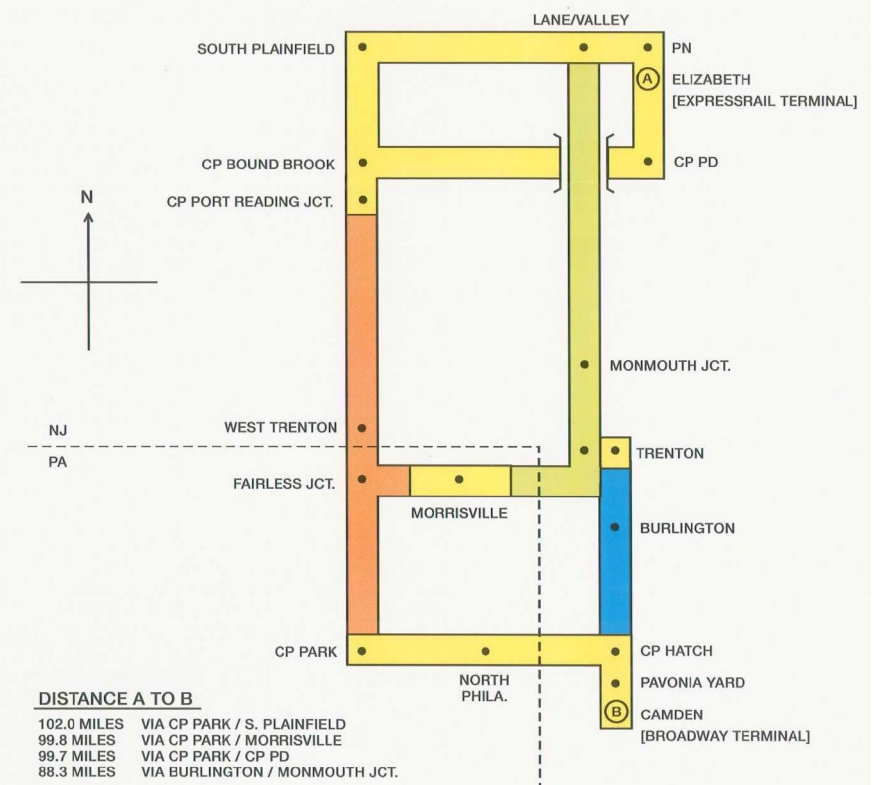 LANE/VALLEY
SOUTH PLAINFIELD
PN
A
ELIZABETH
[EXPRESSRAIL TERMINAL]
CP BOUND BROOK
CP PD
CP PORT READING JCT.
N
MONMOUTH JCT.
NJ
WEST TRENTON
PA
TRENTON
FAIRLESS JCT.
MORRISVILLE
BURLINGTON
CP PARK
NORTH
PHILA.
CP HATCH
PAVONIA YARD
B
CAMDEN
[BROADWAY TERMINAL]
DISTANCE A TO B
102.0 MILES VIA CP PARK / S. PLAINFIELD
99.8 MILES VIA CP PARK / MORRISVILLE
99.7 MILES VIA CP PARK / CP PD
88.3 MILES VIA BURLINGTON / MONMOUTH JCT.